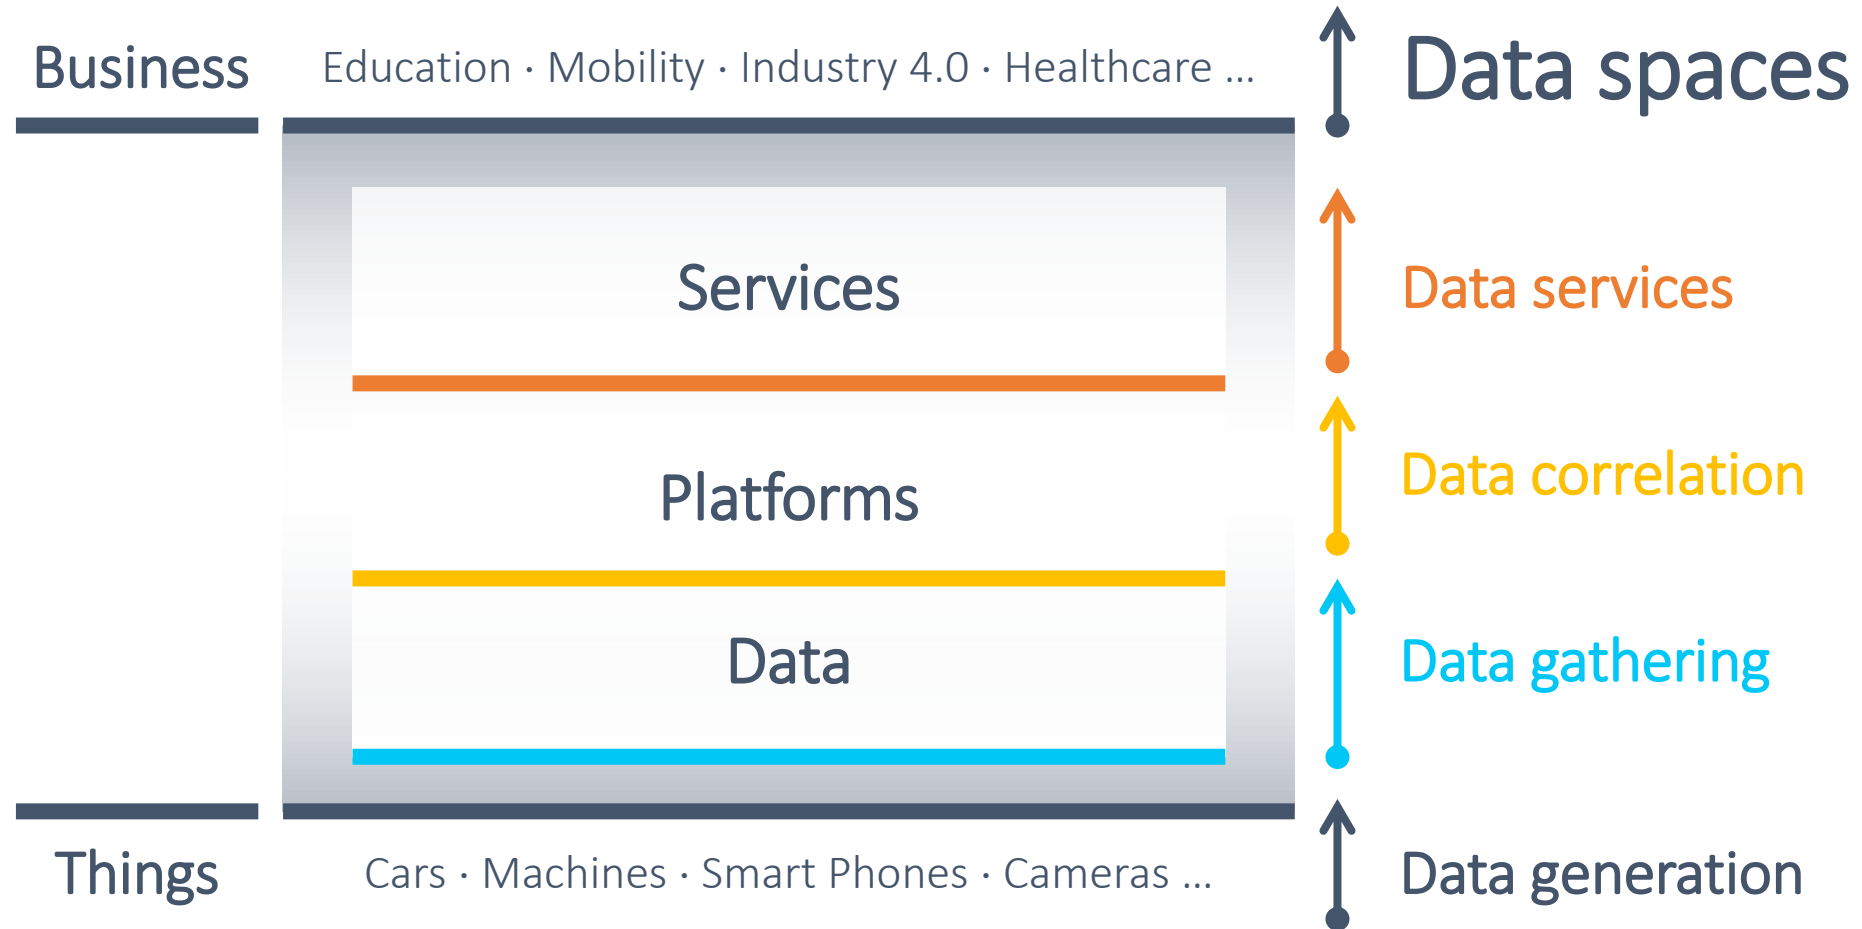 Business
Education · Mobility · Industry 4.0 · Healthcare ...
Data spaces
Services
Data services
Platforms
Data correlation
Data
Data gathering
Things
Cars · Machines · Smart Phones · Cameras ...
Data generation